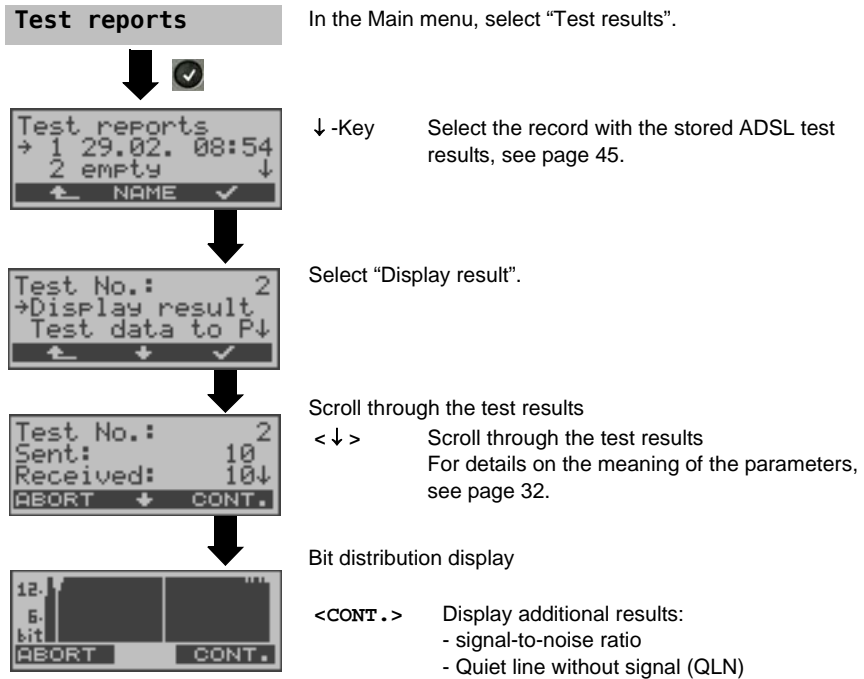 Test reports
In the Main menu, select “Test results”.
Test reports
→ 1 29.02. 08:54
2 empty ↓
NAME
↓ -Key Select the record with the stored ADSL test
results, see page 45.
Test No.: 2
→Display result
Test data to P↓
Select “Display result”.
Scroll through the test results
Test No.: 2
Sent: 10
Received: 10↓
ABORT CONT.
<↓> Scroll through the test results
For details on the meaning of the parameters,
see page 32.
Bit distribution display
12
6
bit
ABORT CONT.
<CONT.> Display additional results:
- signal-to-noise ratio
- Quiet line without signal (QLN)